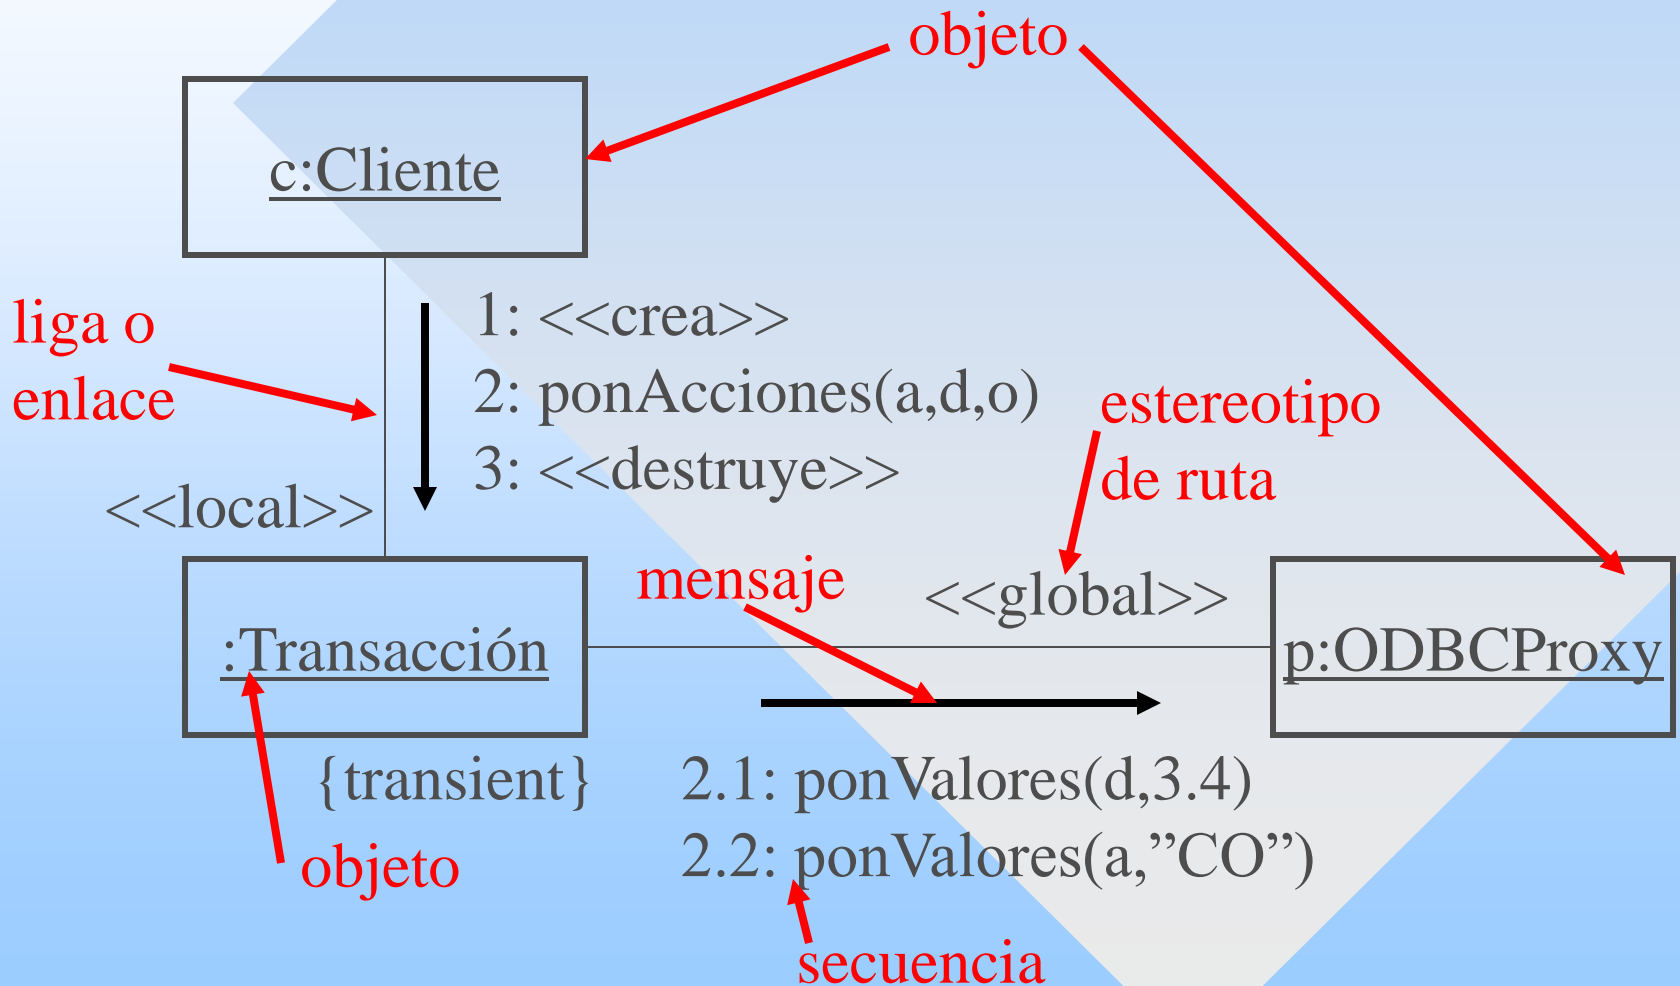 objeto
c:Cliente
liga o
enlace
1: <<crea>>
2: ponAcciones(a,d,o)
3: <<destruye>>
estereotipo
de ruta
<<local>>
mensaje
<<global>>
:Transacción
p:ODBCProxy
{transient}
2.1: ponValores(d,3.4)
2.2: ponValores(a,”CO”)
objeto
secuencia